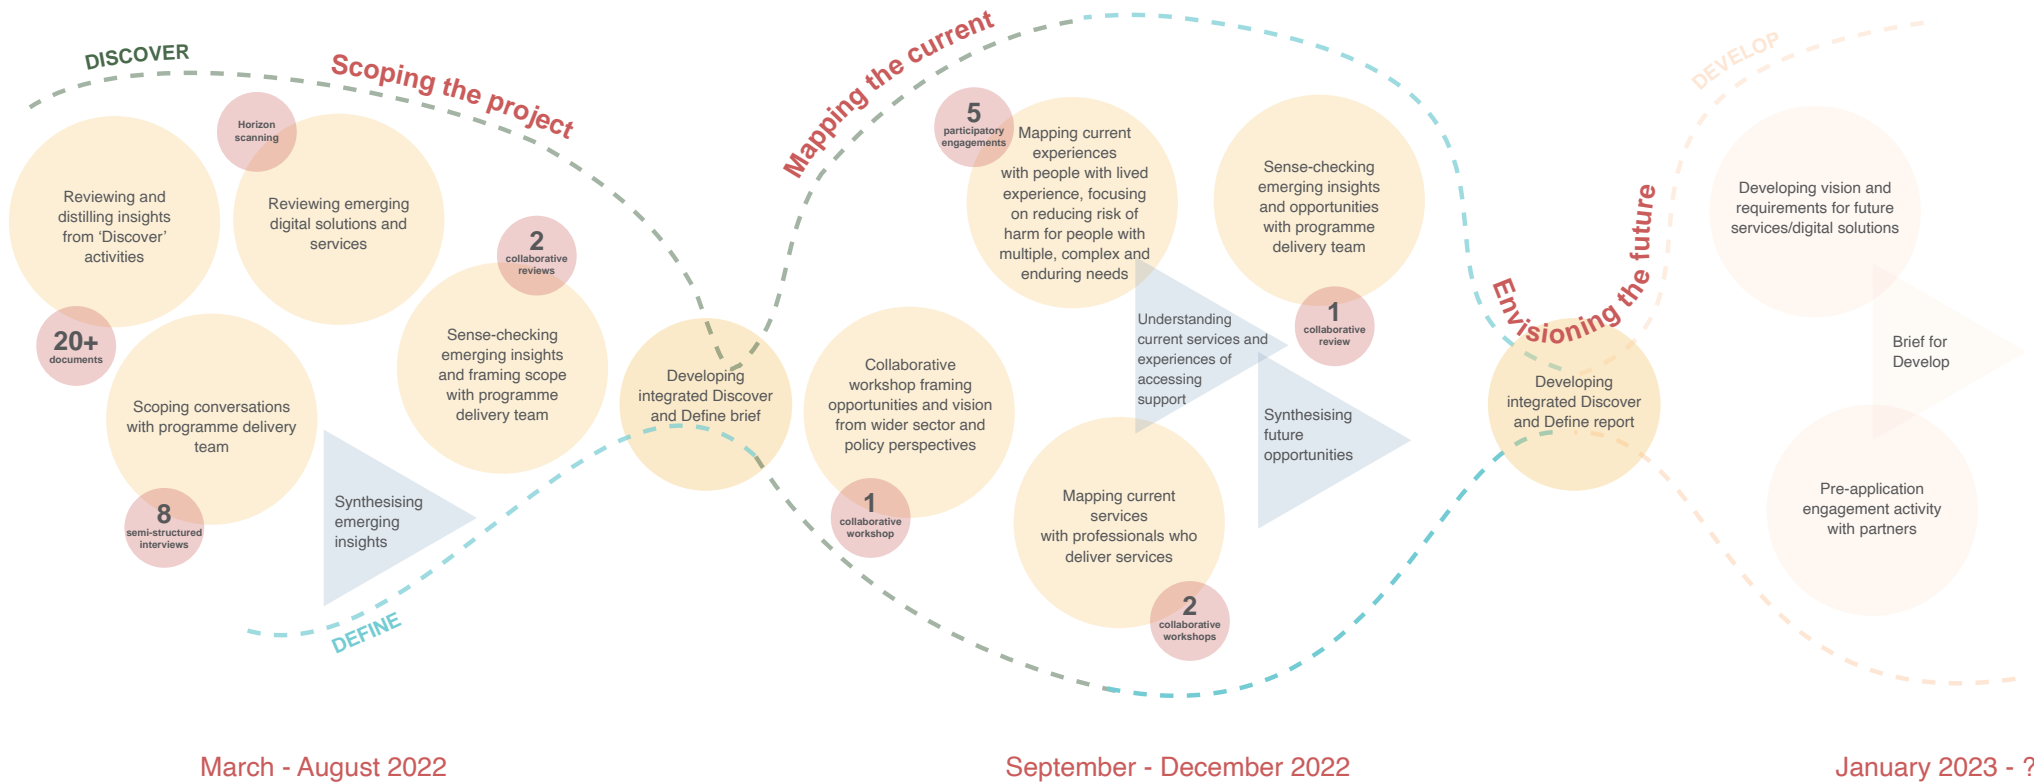 DISCOVER
Scoping the project
Horizon
scanning
Reviewing and
distilling insights
from ‘Discover’
activities
Reviewing emerging
digital solutions and
services
2
collaborative
reviews
20+
documents
Sense-checking
emerging insights
and framing scope
with programme
delivery team
Scoping conversations
with programme delivery
team
8
semi-structured
interviews
Synthesising
emerging
insights
DEFINE
Developing
integrated Discover
and Define brief
Mapping the current
5
participatory
engagements
Mapping current
experiences
with people with lived
experience, focusing
on reducing risk of
harm for people with
multiple, complex and
enduring needs
Sense-checking
emerging insights
and opportunities
with programme
delivery team
1
collaborative
review
Understanding
current services and
experiences of
accessing
support
Collaborative
workshop framing
opportunities and vision
from wider sector and
policy perspectives
1
collaborative
workshop
Synthesising
future
opportunities
Mapping current
services
with professionals who
deliver services
2
collaborative
workshops
Envisioning the future
Developing
integrated Discover
and Define report
DEVELOP
Developing vision and
requirements for future
services/digital solutions
Brief for
Develop
Pre-application
engagement activity
with partners
March - August 2022
September - December 2022
January 2023 - ?